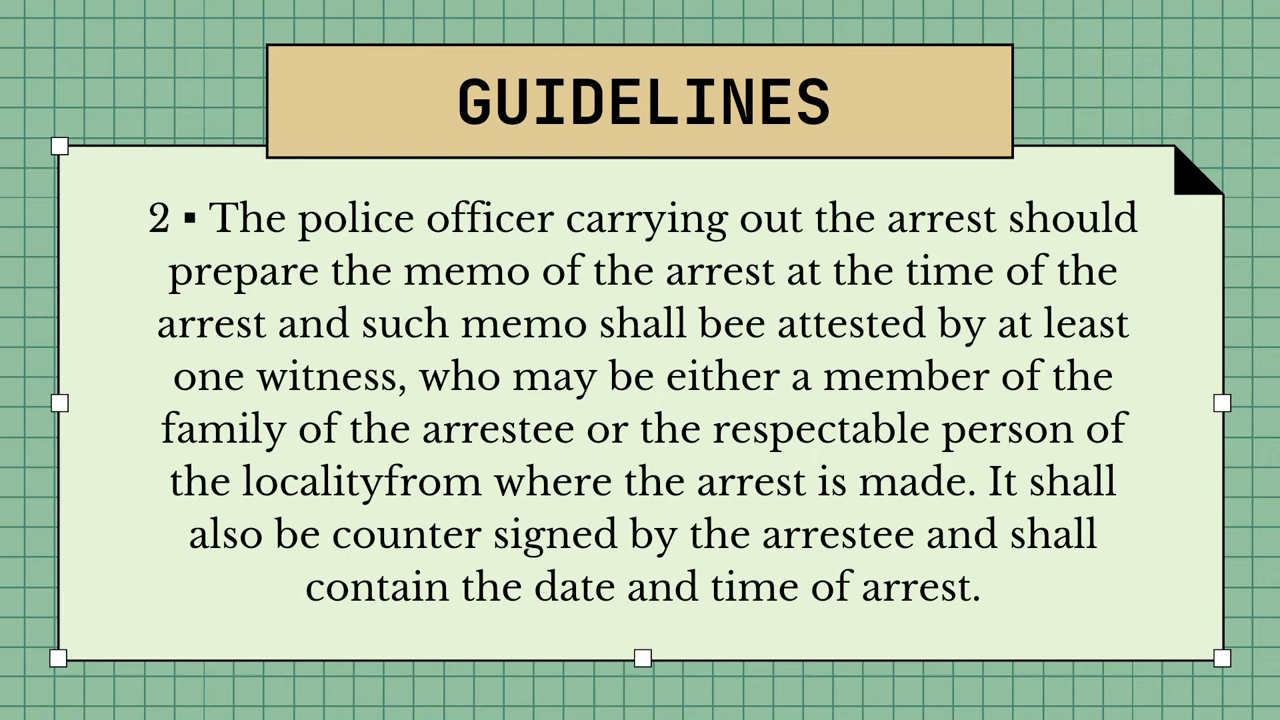 GUIDELINES
2 ▪ The police officer carrying out the arrest should
prepare the memo of the arrest at the time of the
arrest and such memo shall bee attested by at least
one witness, who may be either a member of the
family of the arrestee or the respectable person of
the localityfrom where the arrest is made. It shall
also be counter signed by the arrestee and shall
contain the date and time of arrest.